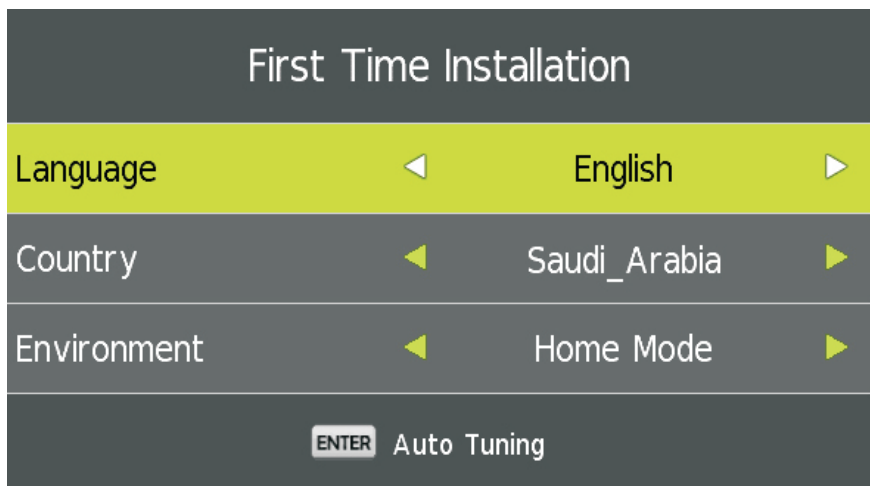 First Time Installation
Language English
Country Saudi_Arabia
Environment Home Mode
ENTER Auto Tuning